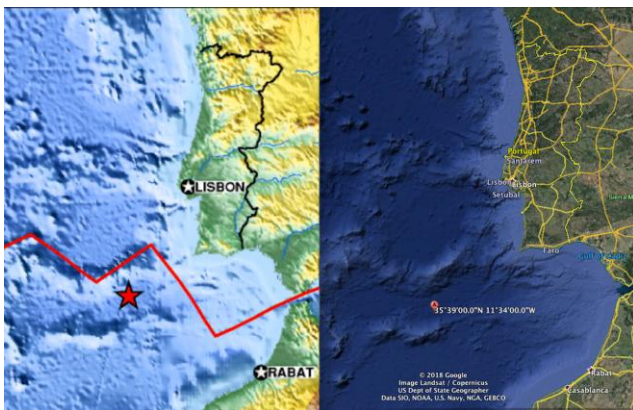 LISBON
RABAT
Portugal
Santarem
Lisbon
Lisbon
Setubal
Faro
35°39'00.0"N 11°34'00.0"W
Rabat
Casablanca
© 2018 Google
Image Landsat / Copernicus
US Dept of State Geographer
Data SIO, NOAA, U.S. Navy, NGA, GEBCO